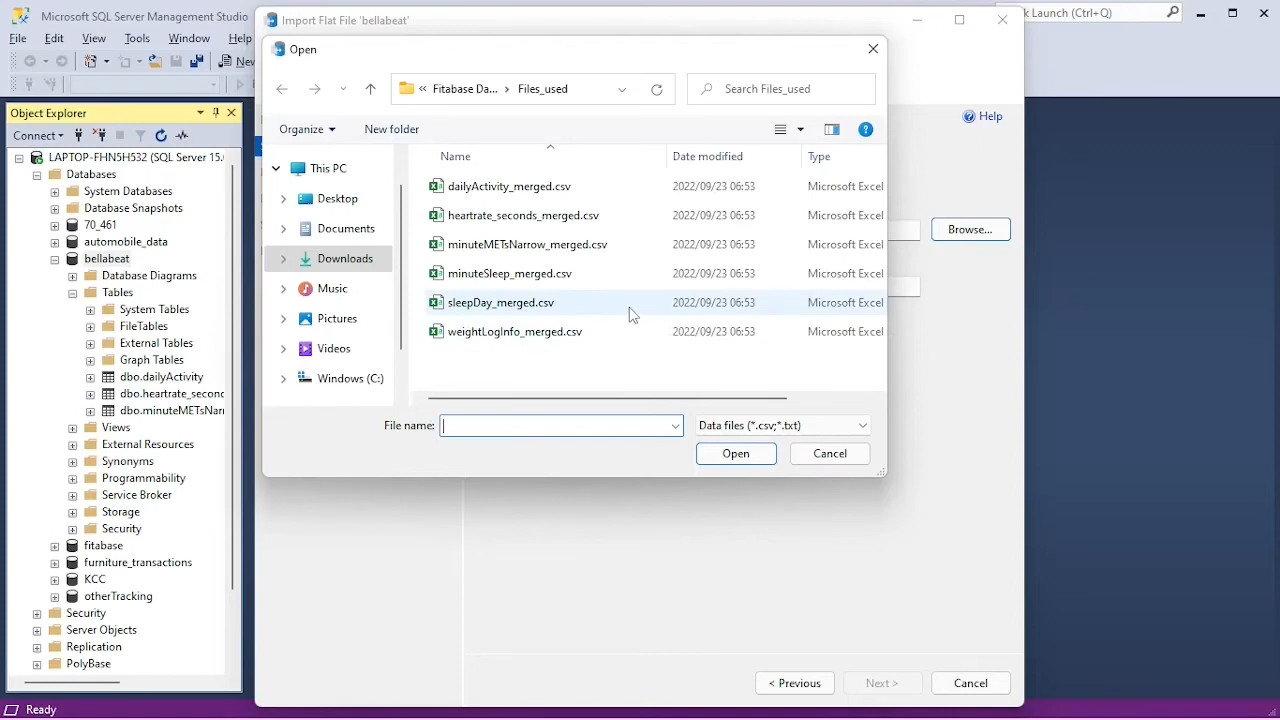 Microsoft SQL Server Management Studio
Import Flat File 'bellabeat'
k Launch (Ctrl+Q)
File Edit View Tools Window Help
Open
New
Fitabase Da... Files_used
Search Files_used
Object Explorer
Organize
New folder
Help
Connect
LAPTOP-FHN5H532 (SQL Server 15.
Databases
System Databases
Database Snapshots
70_461
automobile_data
bellabeat
Database Diagrams
Tables
System Tables
FileTables
External Tables
Graph Tables
dbo.dailyActivity
dbo.heartrate_secon
dbo.minuteMETsNar
Views
External Resources
Synonyms
Programmability
Service Broker
Storage
Security
fitabase
furniture_transactions
KCC
otherTracking
Security
Server Objects
Replication
PolyBase
This PC
Desktop
Documents
Downloads
Music
Pictures
Videos
Windows (C:)
Name Date modified Type
dailyActivity_merged.csv 2022/09/23 06:53 Microsoft Excel
heartrate_seconds_merged.csv 2022/09/23 06:53 Microsoft Excel
minuteMETsNarrow_merged.csv 2022/09/23 06:53 Microsoft Excel
minuteSleep_merged.csv 2022/09/23 06:53 Microsoft Excel
sleepDay_merged.csv 2022/09/23 06:53 Microsoft Excel
weightLogInfo_merged.csv 2022/09/23 06:53 Microsoft Excel
Browse...
File name:
Data files (*.csv;*.txt)
Open
Cancel
< Previous
Next >
Cancel
Ready